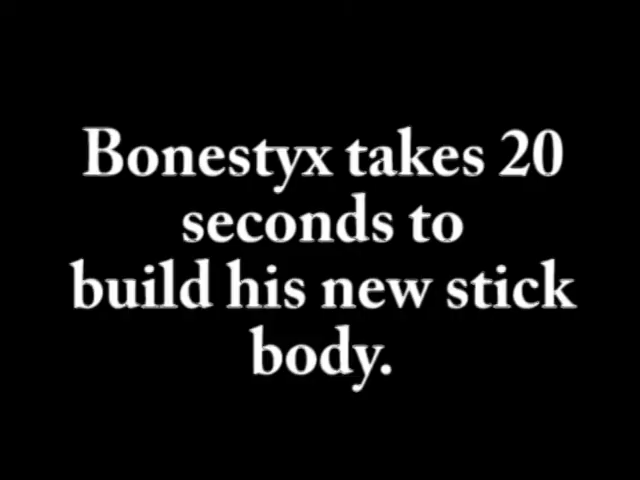 Bonestyx takes 20
seconds to
build his new stick
body.